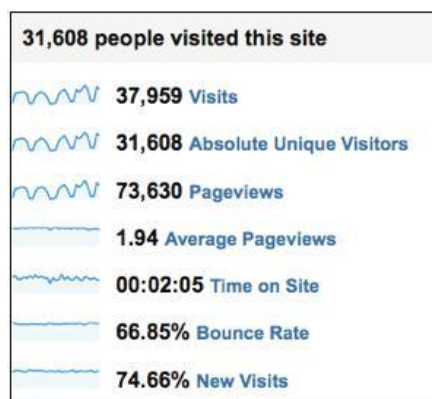 31,608 people visited this site
37,959 Visits
31,608 Absolute Unique Visitors
73,630 Pageviews
1.94 Average Pageviews
00:02:05 Time on Site
66.85% Bounce Rate
74.66% New Visits